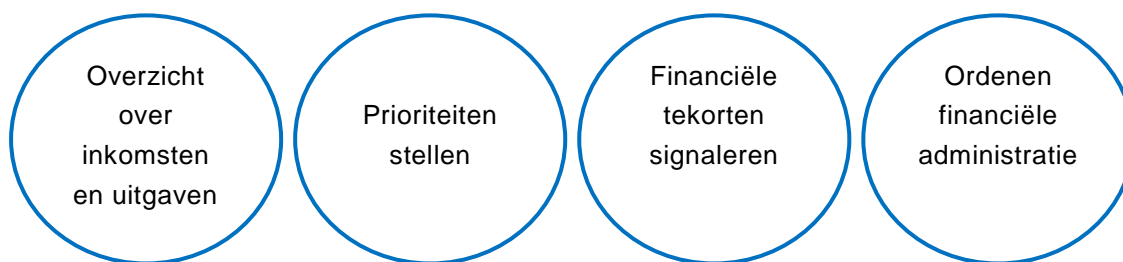 Overzicht
over
inkomsten
en uitgaven
Prioriteiten
stellen
Financiële
tekorten
signaleren
Ordenen
financiële
administratie